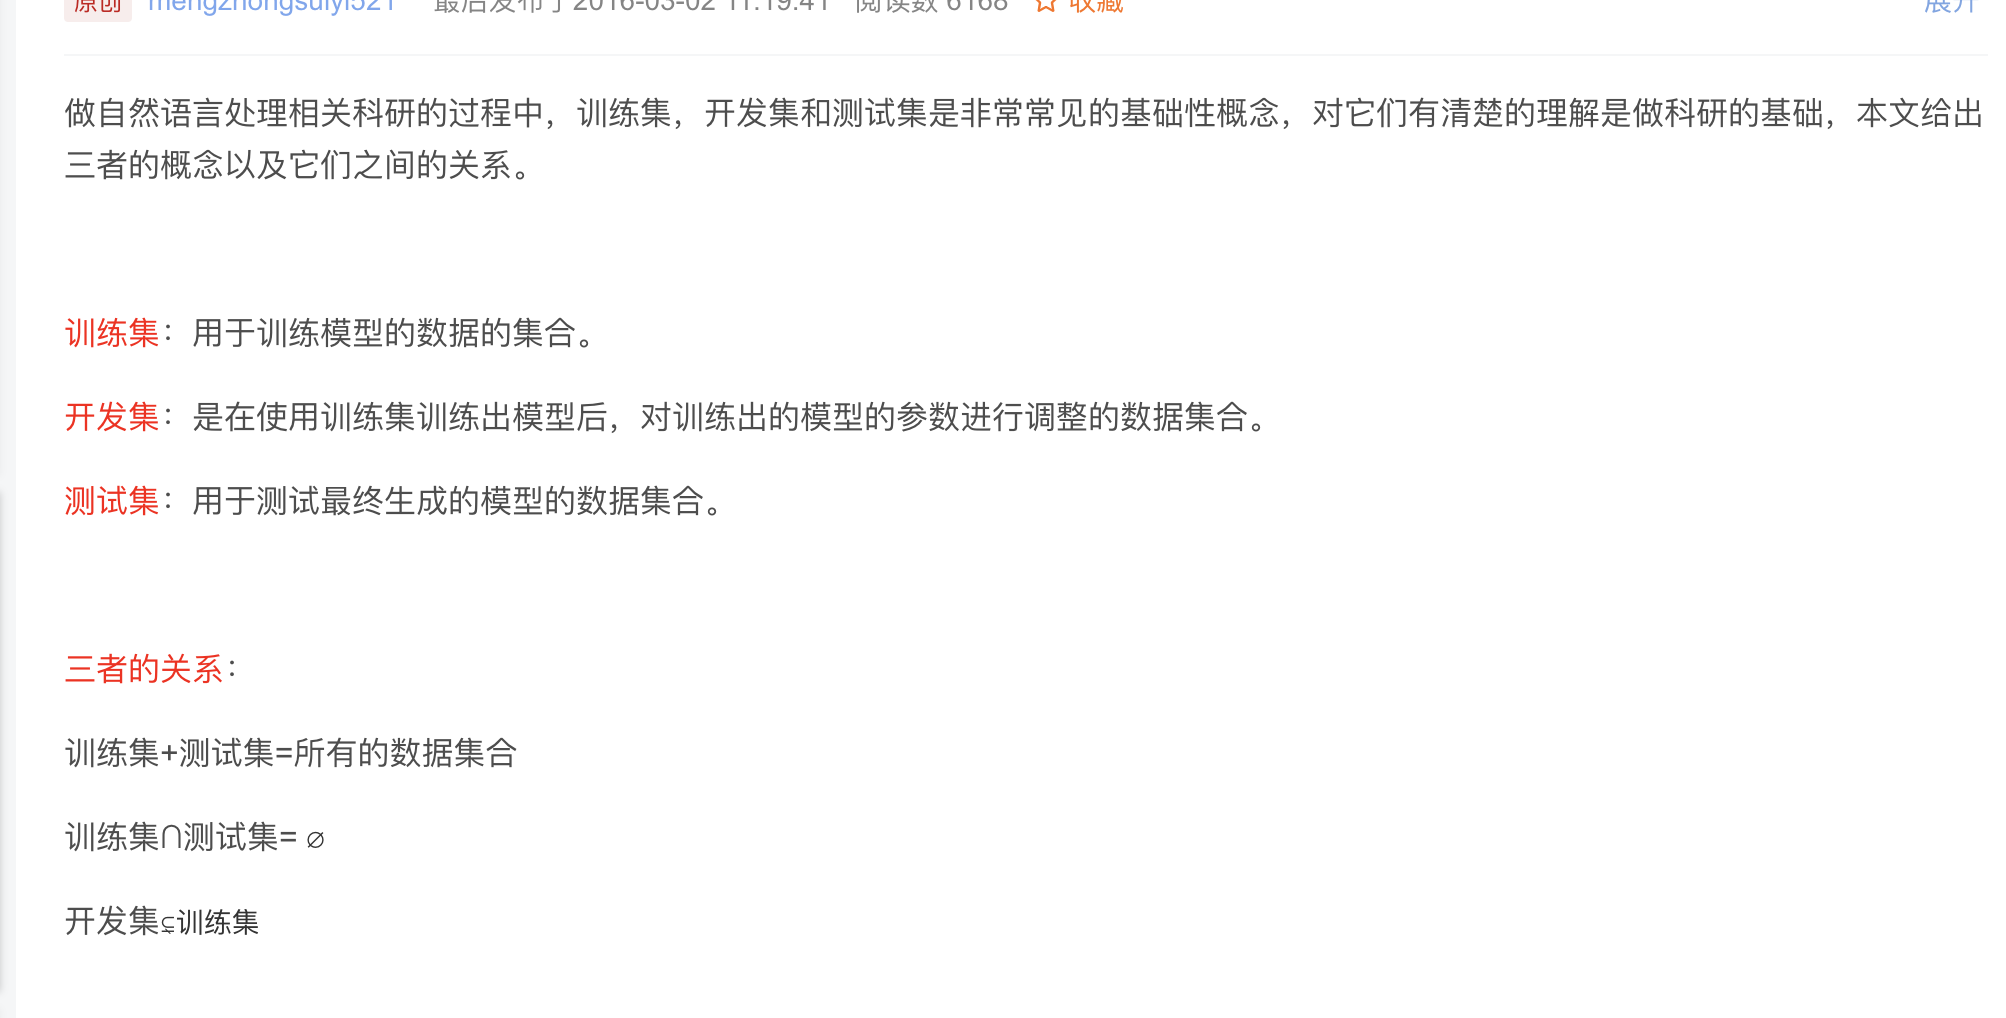 原创 mengzhongsuiyi521 最后发布于2016-03-02 11:19:41 阅读数 6168 收藏 展开
做自然语言处理相关科研的过程中，训练集，开发集和测试集是非常常见的基础性概念，对它们有清楚的理解是做科研的基础，本文给出
三者的概念以及它们之间的关系。
训练集：用于训练模型的数据的集合。
开发集：是在使用训练集训练出模型后，对训练出的模型的参数进行调整的数据集合。
测试集：用于测试最终生成的模型的数据集合。
三者的关系：
训练集+测试集=所有的数据集合
训练集∩测试集= ∅
开发集⊊训练集